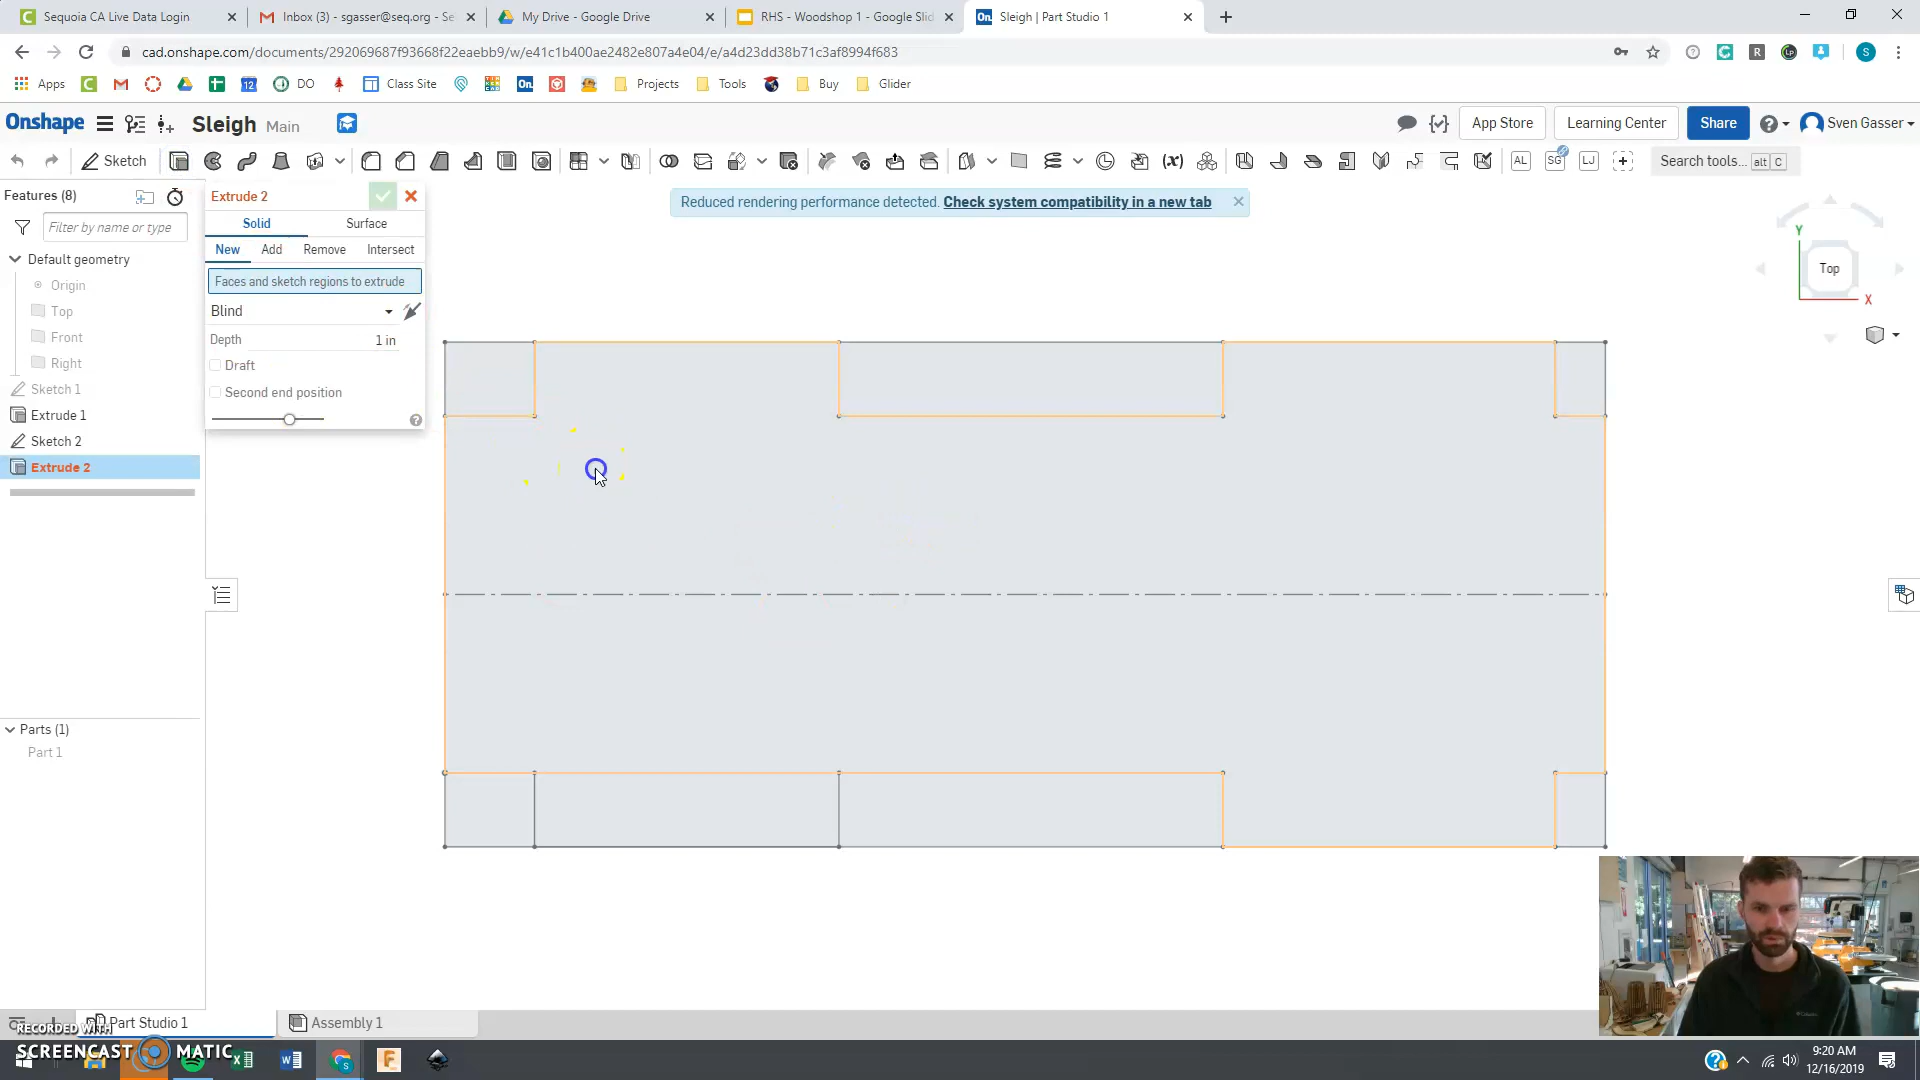 Sequoia CA Live Data Login
Inbox (3) - sgasser@seq.org - Se
My Drive - Google Drive
RHS - Woodshop 1 - Google Slid
On. Sleigh | Part Studio 1
cad.onshape.com/documents/292069687f93668f22eaebb9/w/e41c1b400ae2482e807a4e04/e/a4d23dd38b71c3af8994f683
Apps
12
DO
Class Site
On.
Projects
Tools
Buy
Glider
Onshape
Sleigh Main
App Store
Learning Center
Share
Sven Gasser
Sketch
AL
SG
LJ
Search tools... alt C
Features (8)
Filter by name or type
Default geometry
Origin
Top
Front
Right
Sketch 1
Extrude 1
Sketch 2
Extrude 2
Parts (1)
Part 1
Extrude 2
Solid Surface
New Add Remove Intersect
Faces and sketch regions to extrude
Blind
Depth 1 in
Draft
Second end position
Reduced rendering performance detected. Check system compatibility in a new tab
Y
Top
X
Part Studio 1
Assembly 1
RECORDED WITH
SCREENCAST MATIC
9:20 AM
12/16/2019